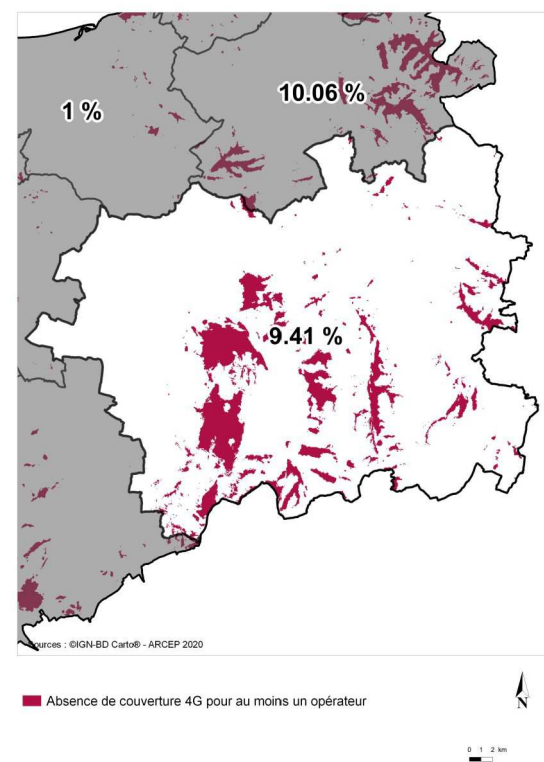 10.06 %
1 %
9.41 %
ources : ©IGN-BD Carto® - ARCEP 2020
Absence de couverture 4G pour au moins un opérateur
N
0 1 2 km